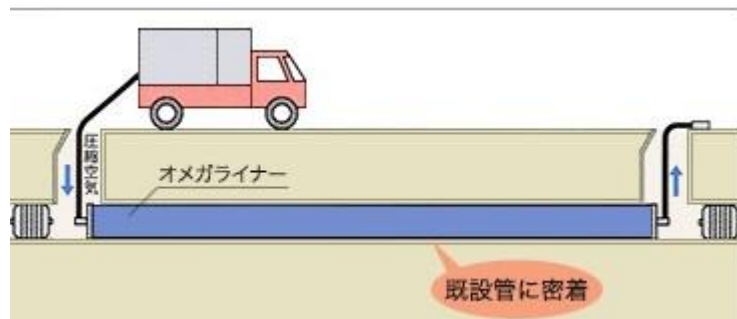 圧縮空気
オメガライナー
既設管に密着